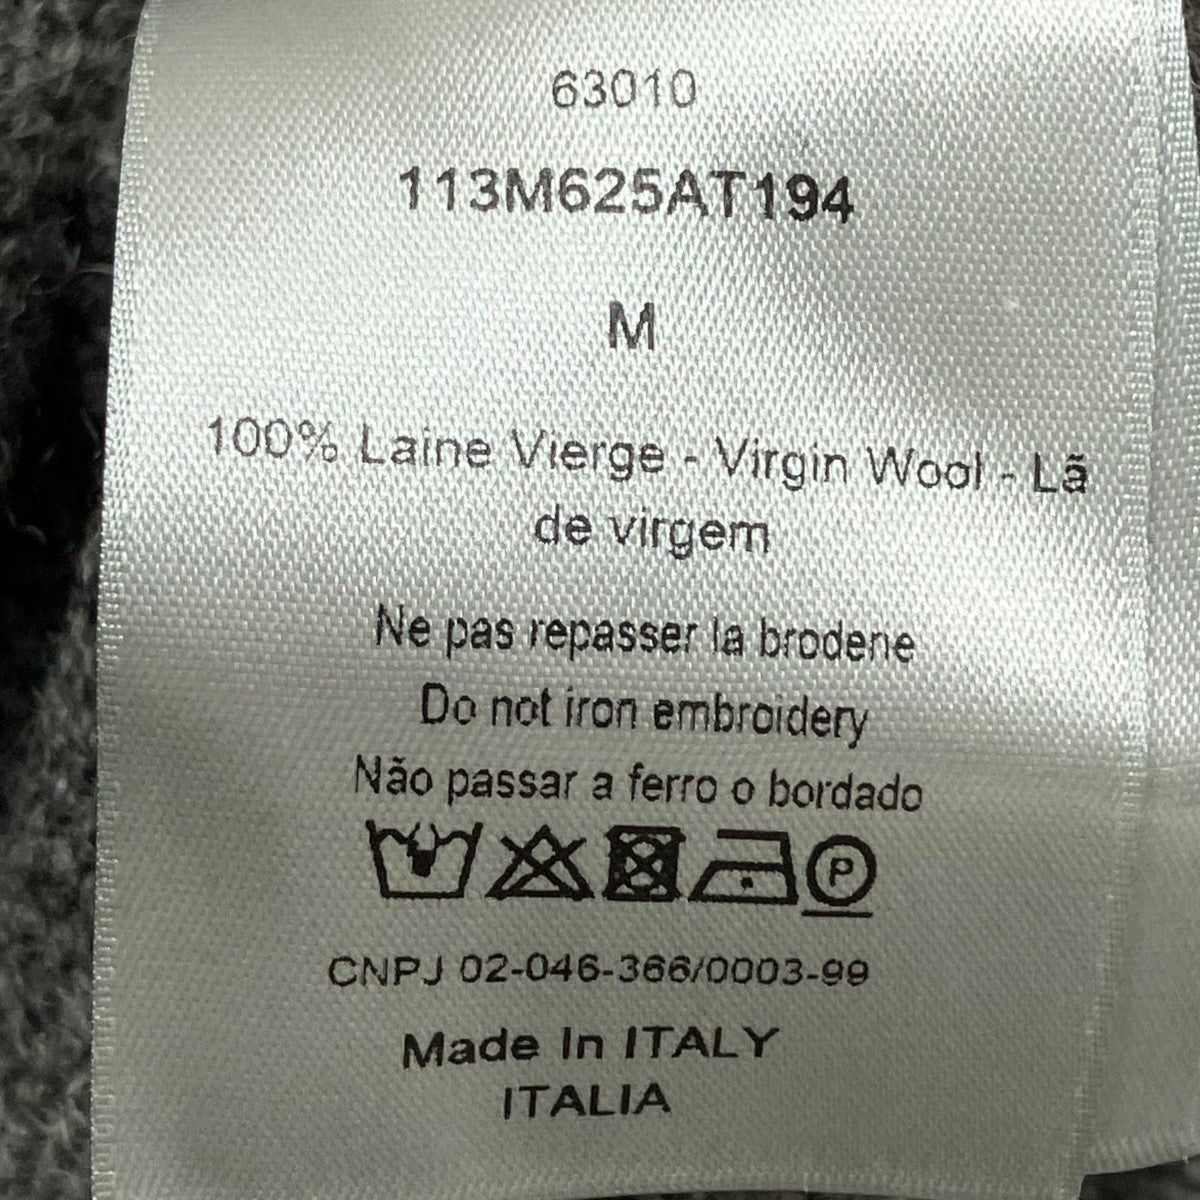 63010
113M625AT194
M
100% Laine Vierge - Virgin Wool - Lã
de virgem
Ne pas repasser la broderie
Do not iron embroidery
Não passar a ferro o bordado
P
CNPJ 02-046-366/0003-99
Made In ITALY
ITALIA